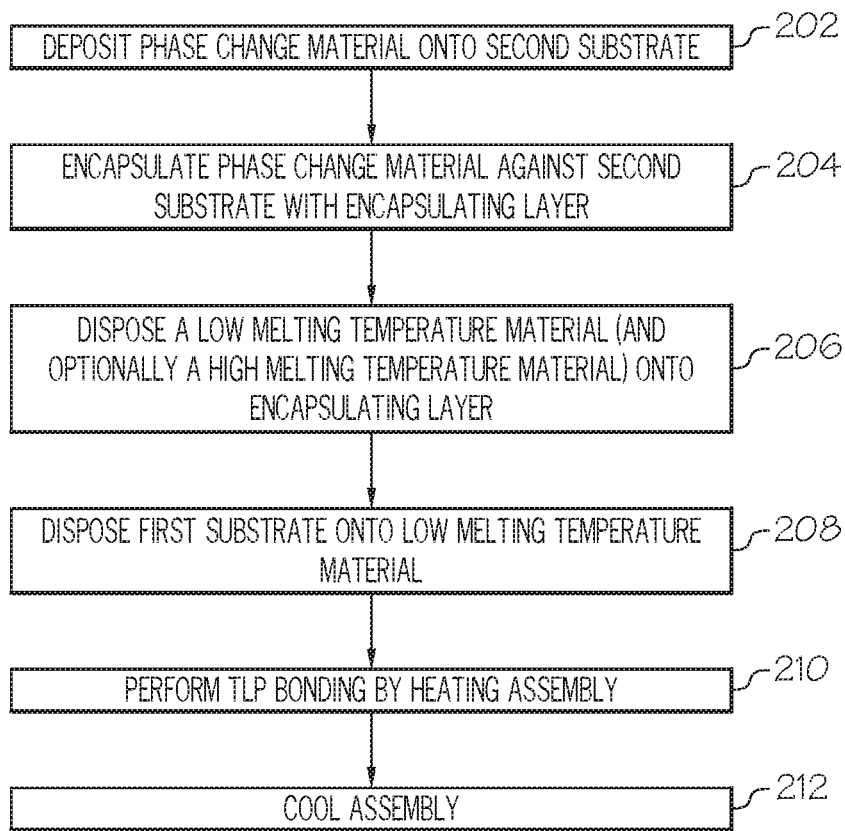 DEPOSIT PHASE CHANGE MATERIAL ONTO SECOND SUBSTRATE
202
ENCAPSULATE PHASE CHANGE MATERIAL AGAINST SECOND
SUBSTRATE WITH ENCAPSULATING LAYER
204
DISPOSE A LOW MELTING TEMPERATURE MATERIAL (AND
OPTIONALLY A HIGH MELTING TEMPERATURE MATERIAL) ONTO
ENCAPSULATING LAYER
206
DISPOSE FIRST SUBSTRATE ONTO LOW MELTING TEMPERATURE
MATERIAL
208
PERFORM TLP BONDING BY HEATING ASSEMBLY
210
COOL ASSEMBLY
212